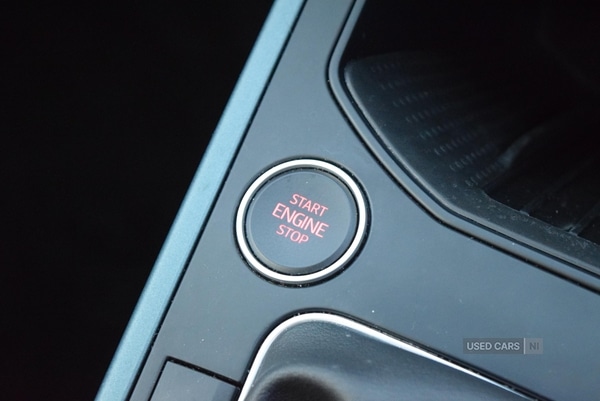 START
ENGINE
STOP
USED CARS NI